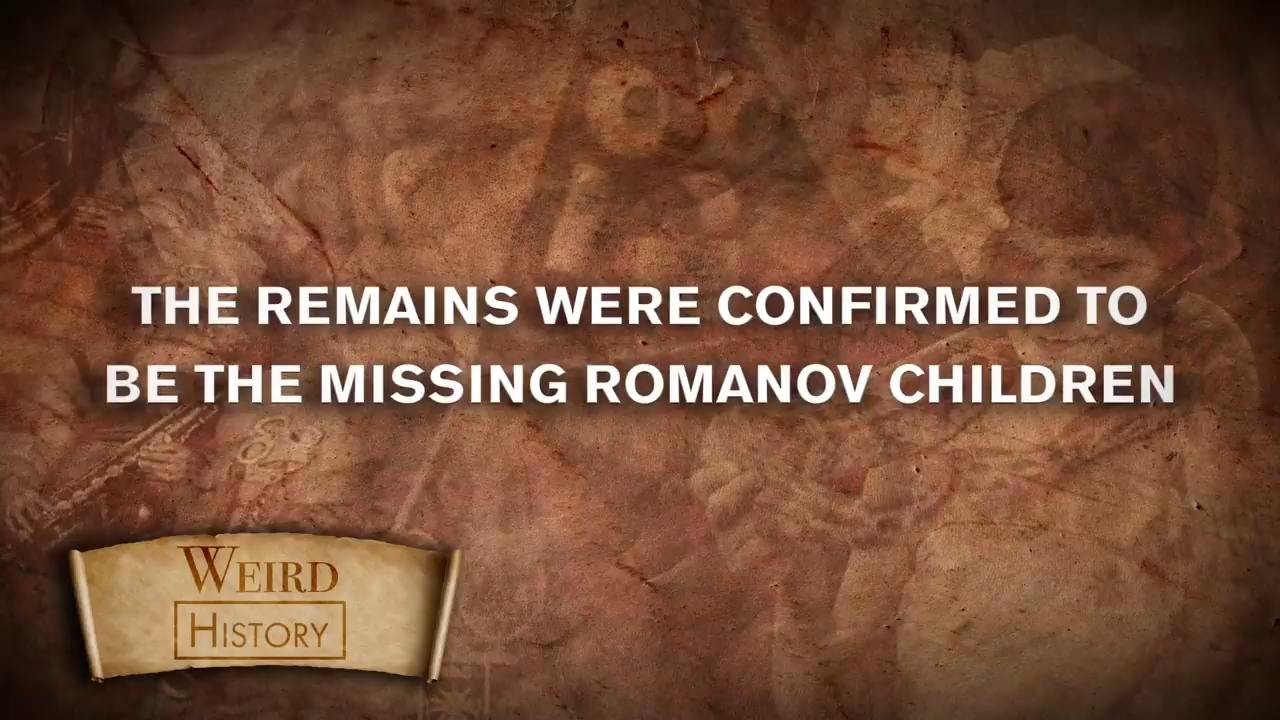 THE REMAINS WERE CONFIRMED TO
BE THE MISSING ROMANOV CHILDREN
WEIRD
HISTORY